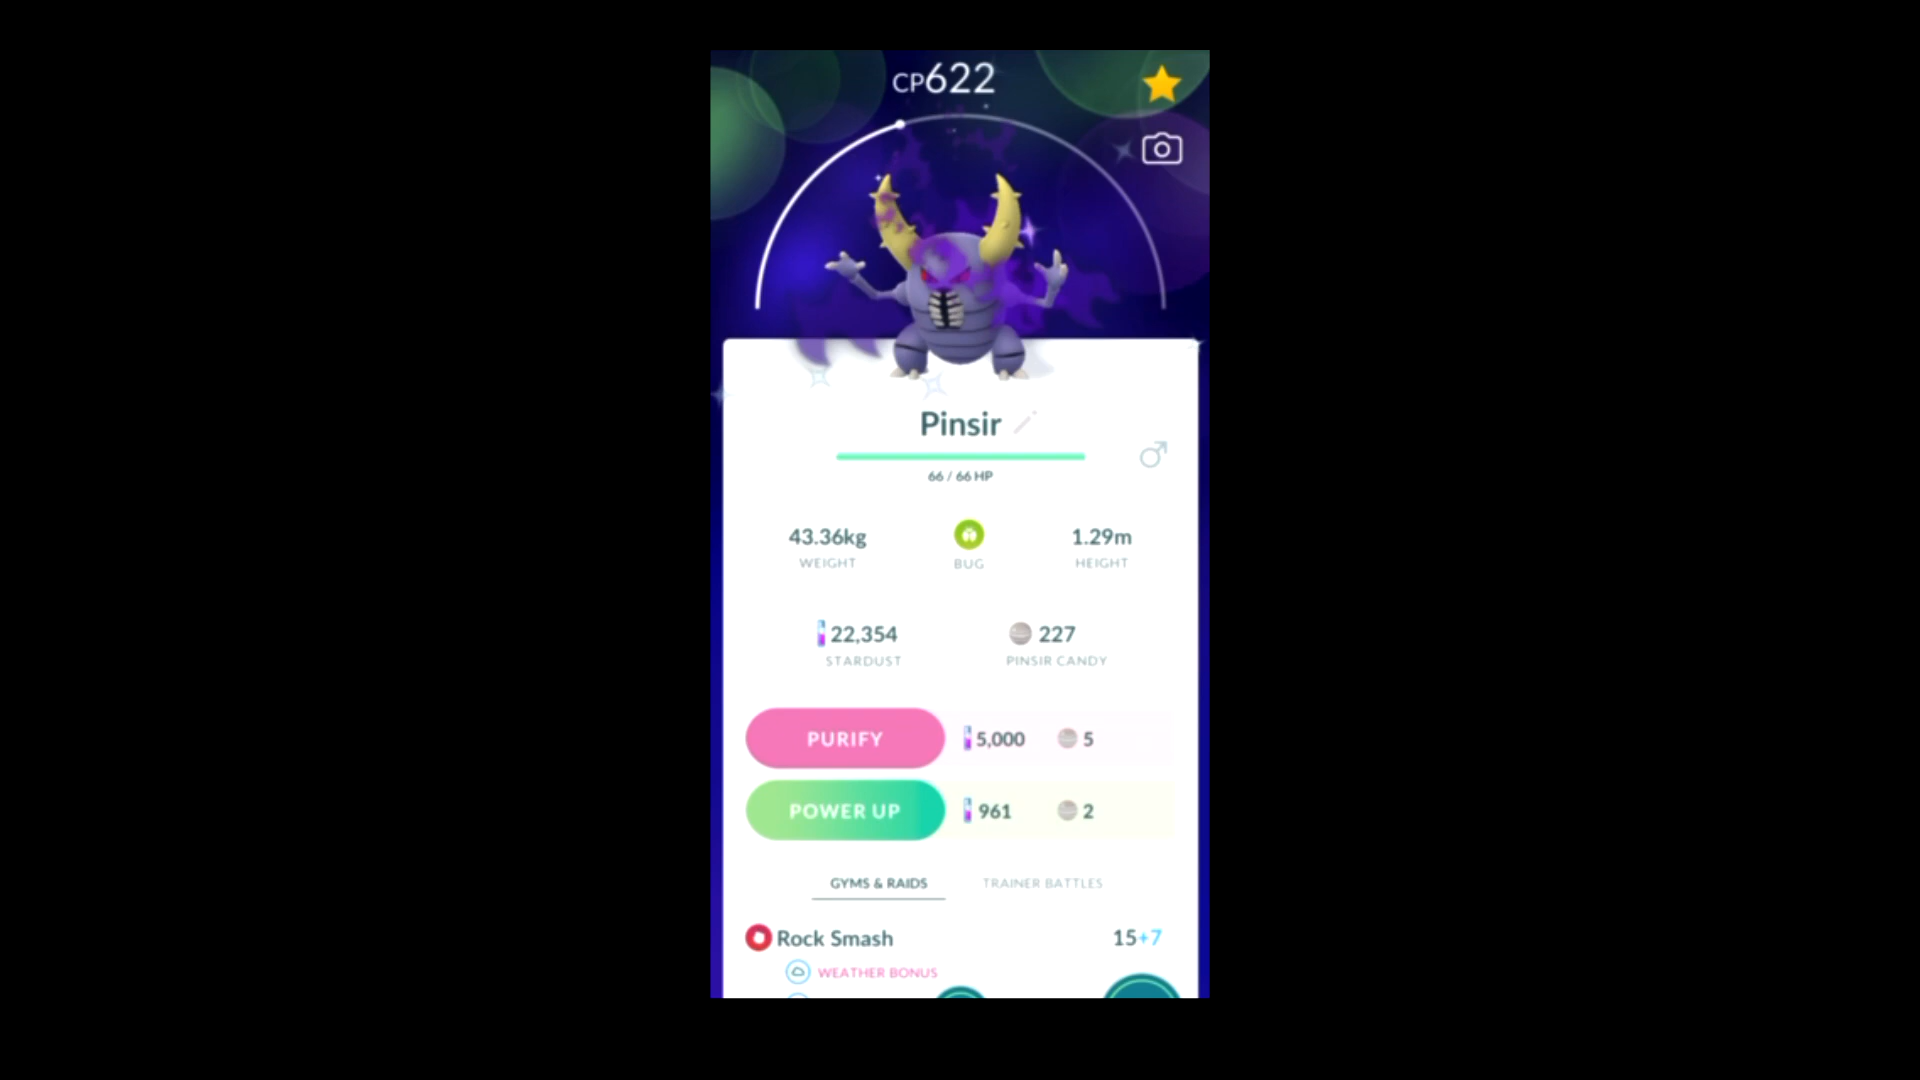 CP622
Pinsir
66 / 66 HP
43.36kg
WEIGHT
BUG
1.29m
HEIGHT
22,354
STARDUST
227
PINSIR CANDY
PURIFY
5,000
5
POWER UP
961
2
GYMS & RAIDS
TRAINER BATTLES
Rock Smash
15+7
WEATHER BONUS